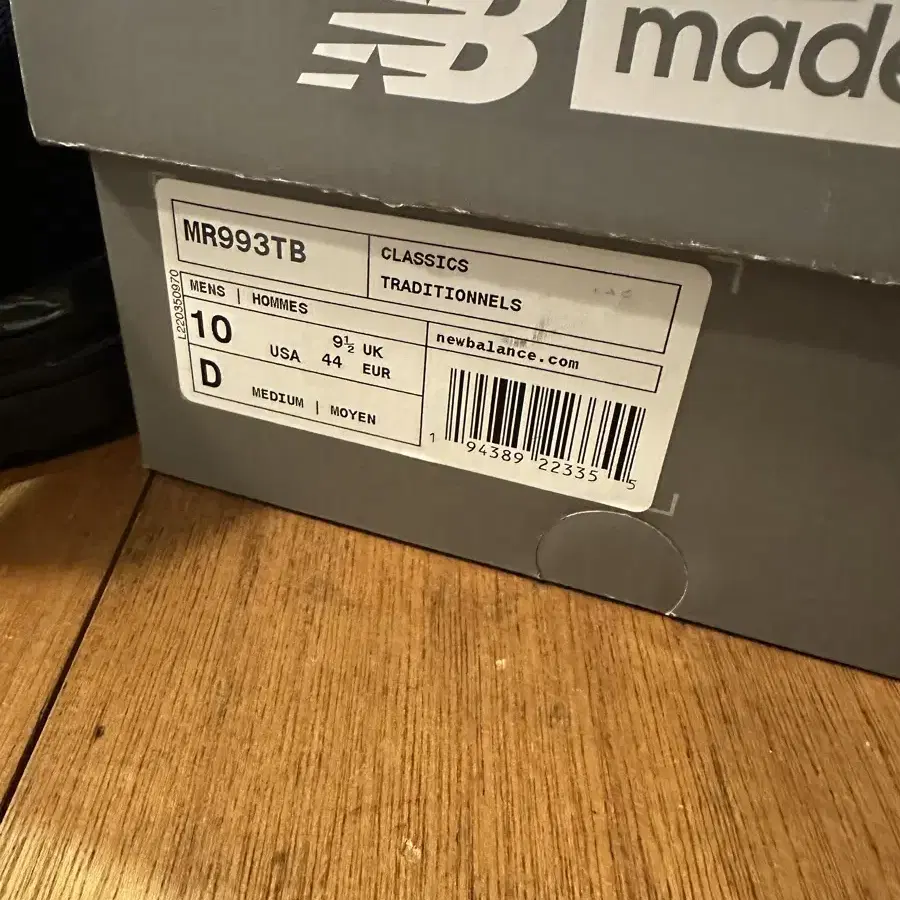 NB
made
MR993TB
CLASSICS
TRADITIONNELS
L220350970
MENS | HOMMES
10
USA
9½ UK
44 EUR
D
MEDIUM | MOYEN
newbalance.com
1 94389 22335 5